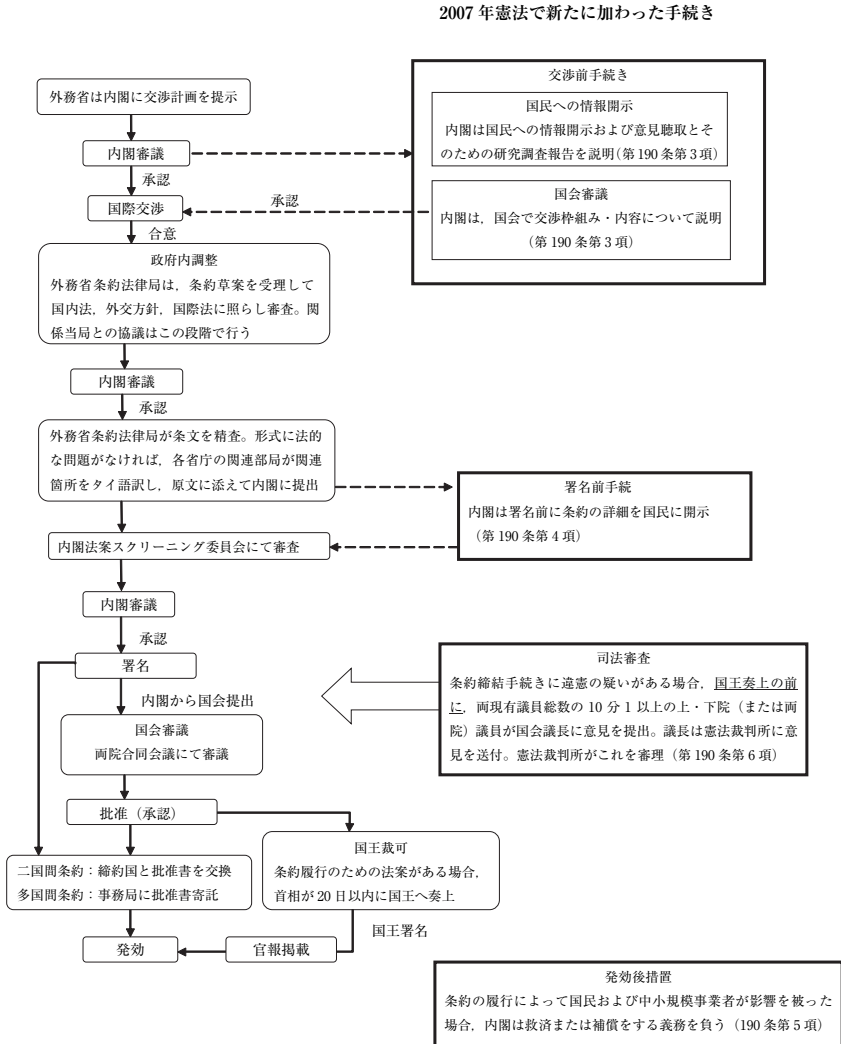 2007 年憲法で新たに加わった手続き
外務省は内閣に交渉計画を提示
内閣審議
承認
国際交渉
合意
承認
交渉前手続き
国民への情報開示
内閣は国民への情報開示および意見聴取とそ
のための研究調査報告を説明(第 190 条第 3 項)
国会審議
内閣は，国会で交渉枠組み・内容について説明
（第 190 条第 3 項）
政府内調整
外務省条約法律局は，条約草案を受理して
国内法，外交方針，国際法に照らし審査。関
係当局との協議はこの段階で行う
内閣審議
承認
外務省条約法律局が条文を精査。形式に法的
な問題がなければ，各省庁の関連部局が関連
箇所をタイ語訳し，原文に添えて内閣に提出
署名前手続
内閣は署名前に条約の詳細を国民に開示
（第 190 条第 4 項）
内閣法案スクリーニング委員会にて審査
内閣審議
承認
署名
内閣から国会提出
司法審査
条約締結手続きに違憲の疑いがある場合，国王奏上の前
に，両現有議員総数の 10 分 1 以上の上・下院（または両
院）議員が国会議長に意見を提出。議長は憲法裁判所に意
見を送付。憲法裁判所がこれを審理（第 190 条第 6 項）
国会審議
両院合同会議にて審議
批准（承認）
国王裁可
条約履行のための法案がある場合，
首相が 20 日以内に国王へ奏上
二国間条約：締約国と批准書を交換
多国間条約：事務局に批准書寄託
国王署名
発効
官報掲載
発効後措置
条約の履行によって国民および中小規模事業者が影響を被った
場合，内閣は救済または補償をする義務を負う（190 条第 5 項）